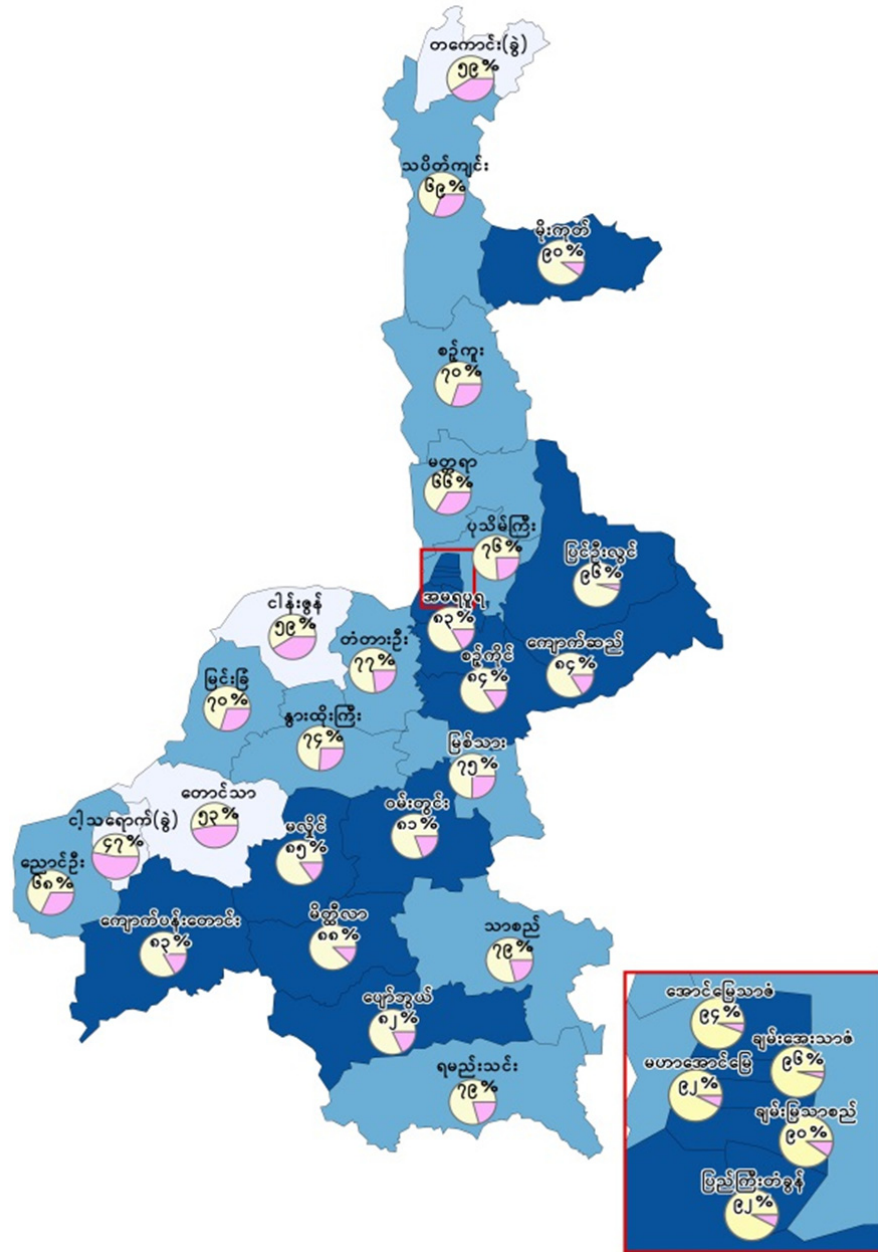 တကောင်း(ခွဲ)
၅၉%
သပိတ်ကျင်း
၆၉%
မိုးကုတ်
၉၀%
စဉ့်ကူး
၇၀%
မတ္တရာ
၆၆%
ပုသိမ်ကြီး
၇၆%
ပြင်ဦးလွင်
၉၆%
ငါန်းဇွန်
၅၉%
အမရပူရ
၈၃%
တံတားဦး
၇၇%
ကျောက်ဆည်
၈၄%
စဉ့်ကိုင်
၈၄%
မြင်းခြံ
၇၀%
နွားထိုးကြီး
၇၄%
မြစ်သား
၇၅%
တောင်သာ
၅၃%
ဝမ်းတွင်း
၈၁%
ငါ့သရောက်(ခွဲ)
၄၇%
မလှိုင်
၈၅%
ညောင်ဦး
၆၈%
ကျောက်ပန်းတောင်း
၈၃%
မိတ္ထီလာ
၈၈%
သာစည်
၇၉%
ပျော်ဘွယ်
၈၂%
ရမည်းသင်း
၇၉%
အောင်မြေသာစံ
၉၄%
ချမ်းအေးသာစံ
၉၆%
မဟာအောင်မြေ
၉၂%
ချမ်းမြသာစည်
၉၀%
ပြည်ကြီးတံခွန်
၉၂%